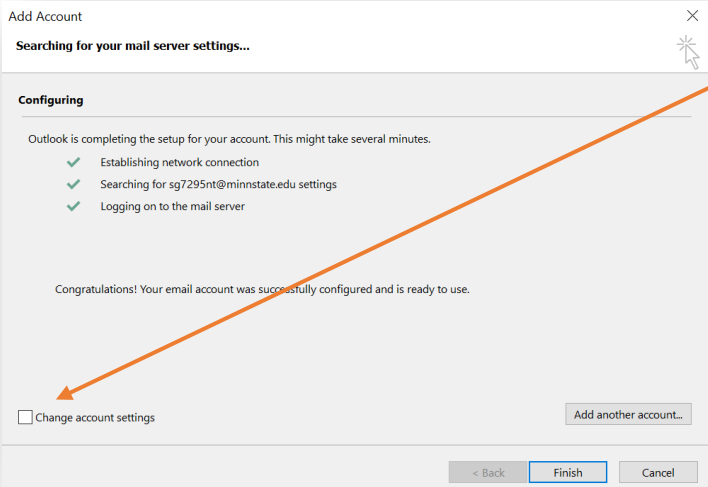 Add Account
Searching for your mail server settings...
Configuring
Outlook is completing the setup for your account. This might take several minutes.
Establishing network connection
Searching for sg7295nt@minnstate.edu settings
Logging on to the mail server
Congratulations! Your email account was successfully configured and is ready to use.
Change account settings
Add another account...
< Back
Finish
Cancel